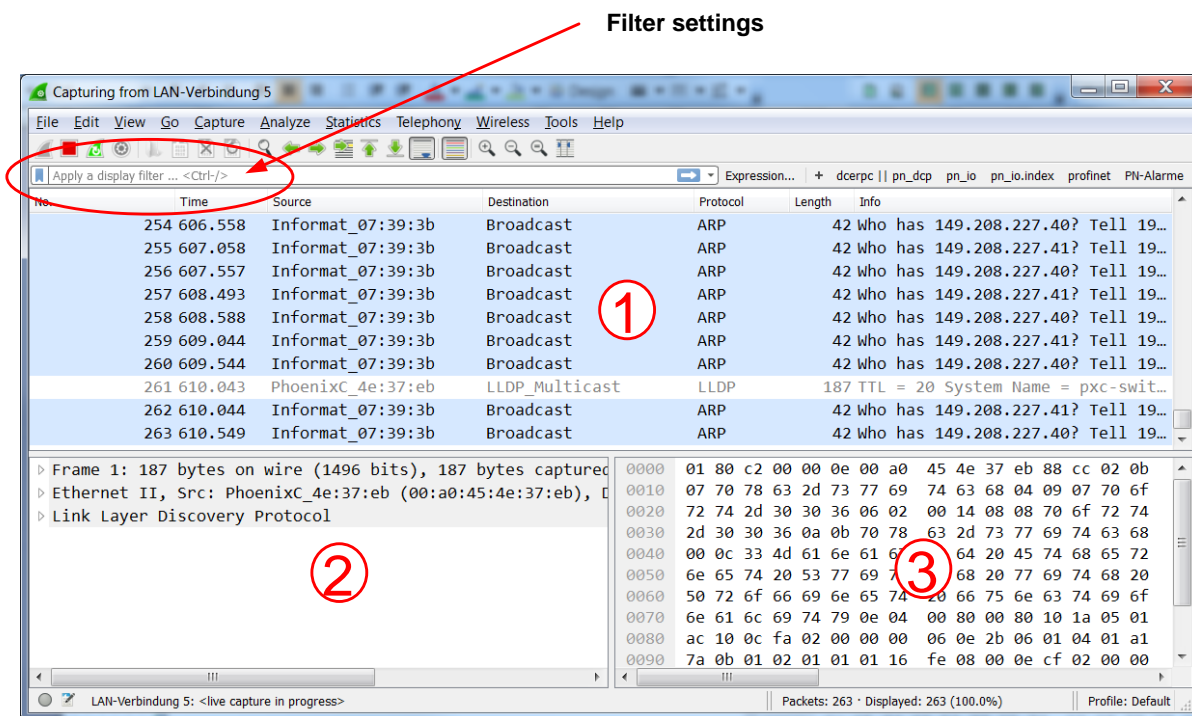 Filter settings
Capturing from LAN-Verbindung 5
File Edit View Go Capture Analyze Statistics Telephony Wireless Tools Help
Apply a display filter ... <Ctrl-/> Expression... + dcerpc || pn_dcp pn_io pn_io.index profinet PN-Alarme
No. Time Source Destination Protocol Length Info
254 606.558 Informat_07:39:3b Broadcast ARP 42 Who has 149.208.227.40? Tell 19…
255 607.058 Informat_07:39:3b Broadcast ARP 42 Who has 149.208.227.40? Tell 19…
256 607.557 Informat_07:39:3b Broadcast ARP 42 Who has 149.208.227.40? Tell 19…
257 608.493 Informat_07:39:3b Broadcast ARP 42 Who has 149.208.227.41? Tell 19…
258 608.588 Informat_07:39:3b Broadcast ARP 42 Who has 149.208.227.40? Tell 19…
259 609.044 Informat_07:39:3b Broadcast ARP 42 Who has 149.208.227.41? Tell 19…
260 609.544 Informat_07:39:3b Broadcast ARP 42 Who has 149.208.227.40? Tell 19…
261 610.043 PhoenixC_4e:37:eb LLDP_Multicast LLDP 187 TTL = 20 System Name = pxc-swit…
262 610.044 Informat_07:39:3b Broadcast ARP 42 Who has 149.208.227.41? Tell 19…
263 610.549 Informat_07:39:3b Broadcast ARP 42 Who has 149.208.227.41? Tell 19…
1
Frame 1: 187 bytes on wire (1496 bits), 187 bytes captured
Ethernet II, Src: PhoenixC_4e:37:eb (00:a0:45:4e:37:eb), D
Link Layer Discovery Protocol
2
0000 01 80 c2 00 00 0e 00 a0 45 4e 37 eb 88 cc 02 0b
0010 07 70 78 63 2d 73 77 69 74 63 68 04 09 07 70 6f
0020 72 74 2d 30 30 36 06 02 00 14 08 08 70 6f 72 74
0030 2d 30 30 36 0a 0b 70 78 63 2d 73 77 69 74 63 68
0040 00 0c 33 4d 61 6e 61 64 20 45 74 68 65 72
0050 6e 65 74 20 53 77 69 68 20 77 69 74 68 20
0060 50 72 6f 66 69 6e 65 74 20 66 75 6e 63 74 69 6f
0070 6e 61 6c 69 74 79 0e 04 00 80 00 80 10 1a 05 01
0080 ac 10 0c fa 02 00 00 00 06 0e 2b 06 01 04 01 a1
0090 7a 0b 01 02 01 01 01 16 fe 08 00 0e cf 02 00 00
3
LAN-Verbindung 5: <live capture in progress> Packets: 263 · Displayed: 263 (100.0%) Profile: Default